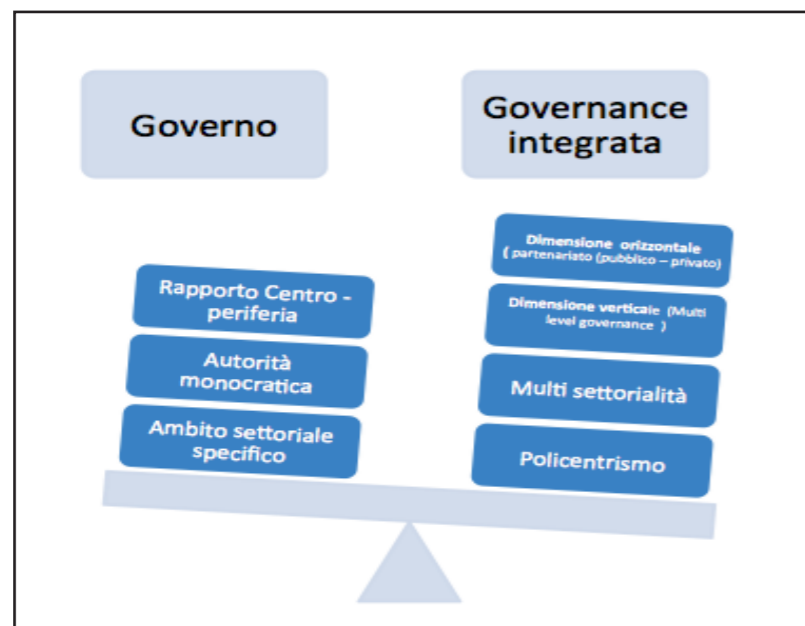 Governo
Governance
integrata
Rapporto Centro -
periferia
Autorità
monocratica
Ambito settoriale
specifico
Dimensione orizzontale
( partenariato (pubblico – privato)
Dimensione verticale (Multi
level governance )
Multi settorialità
Policentrismo